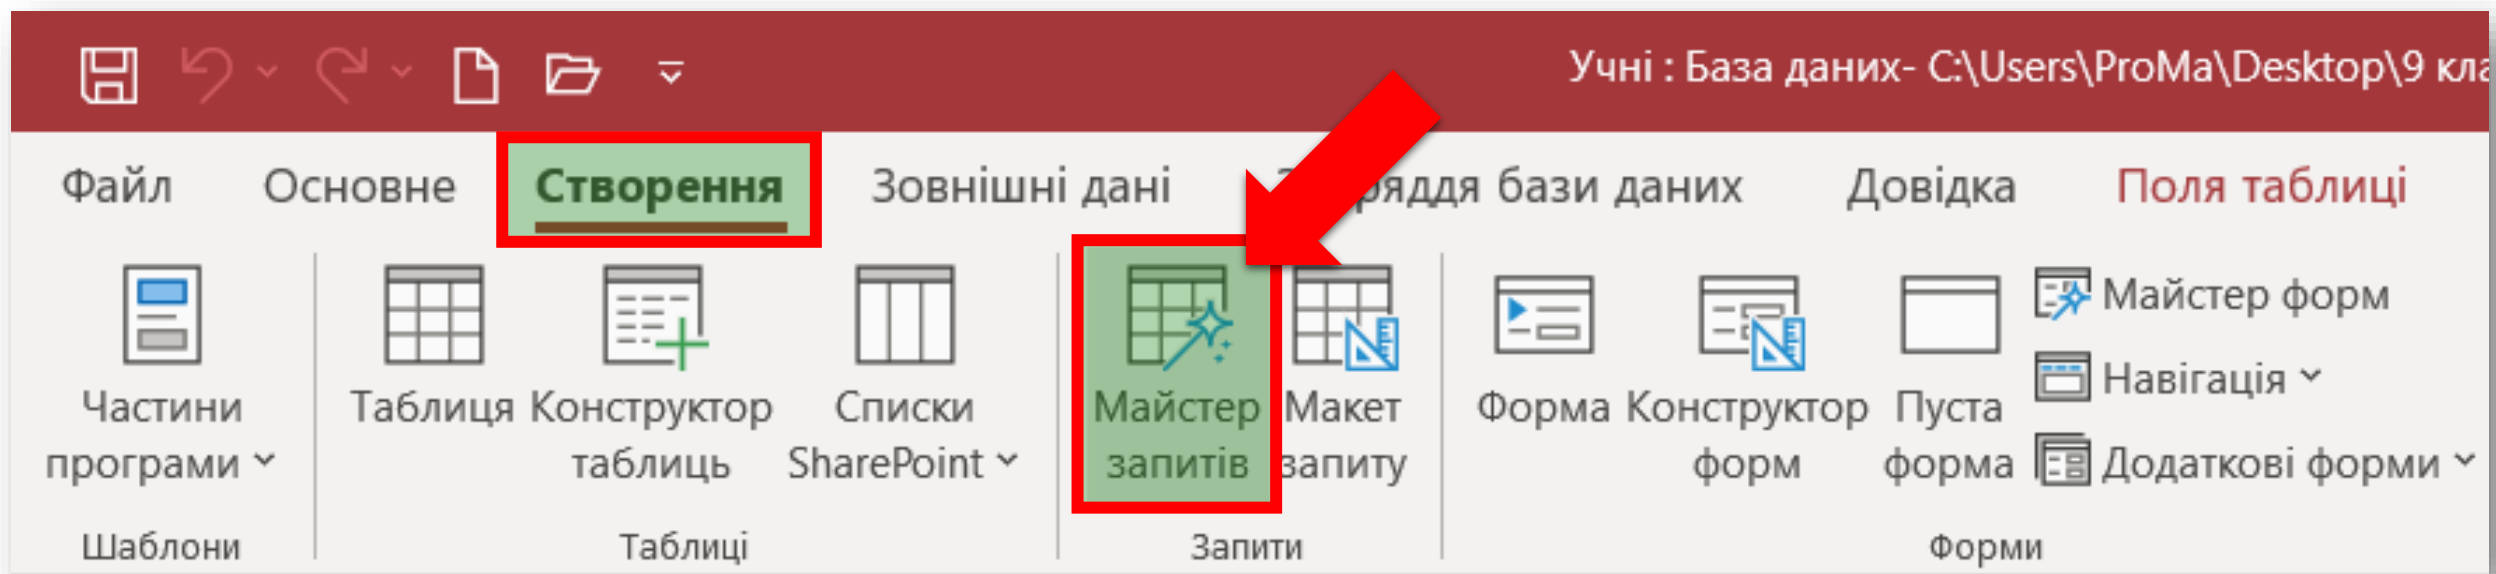 Учні : База даних- C:\Users\ProMa\Desktop\9
Файл Основне Створення Зовнішні дані бази даних Довідка Поля таблиці
Частини програми
Шаблони
Таблиця
Конструктор таблиць
Списки SharePoint
Таблиці
Майстер запитів
Макет запиту
Запити
Форма
Конструктор форм
Пуста форма
Майстер форм
Навігація
Додаткові форми
Форми